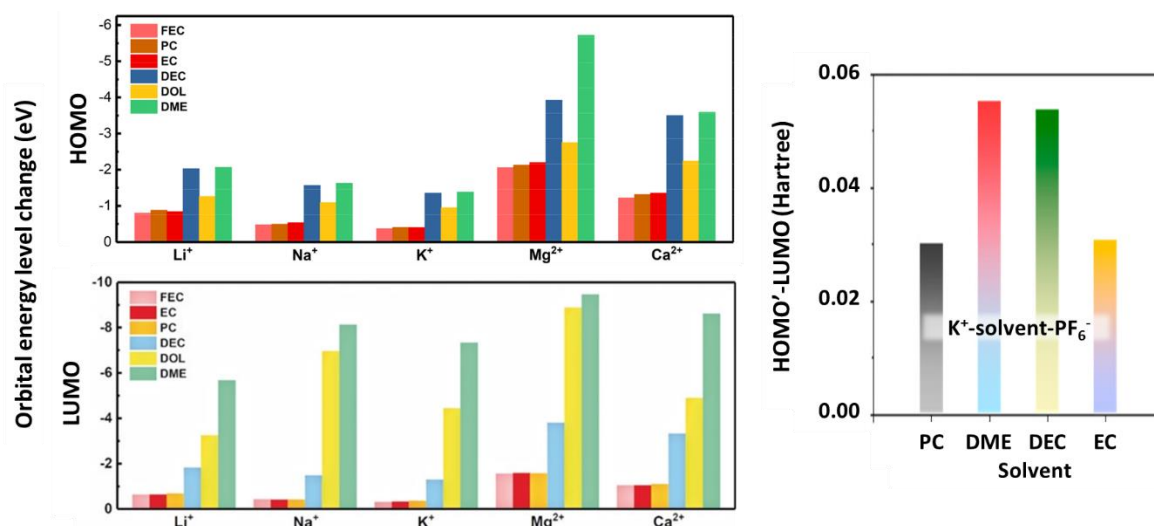 Orbital energy level change (eV)
HOMO
-6
-5
-4
-3
-2
-1
0
FEC
PC
EC
DEC
DOL
DME
Li⁺ Na⁺ K⁺ Mg²⁺ Ca²⁺
LUMO
-10
-8
-6
-4
-2
0
FEC
EC
PC
DEC
DOL
DME
Li⁺ Na⁺ K⁺ Mg²⁺ Ca²⁺
HOMO'-LUMO (Hartree)
0.06
0.04
0.02
0.00
K⁺-solvent-PF₆⁻
PC DME DEC EC
Solvent